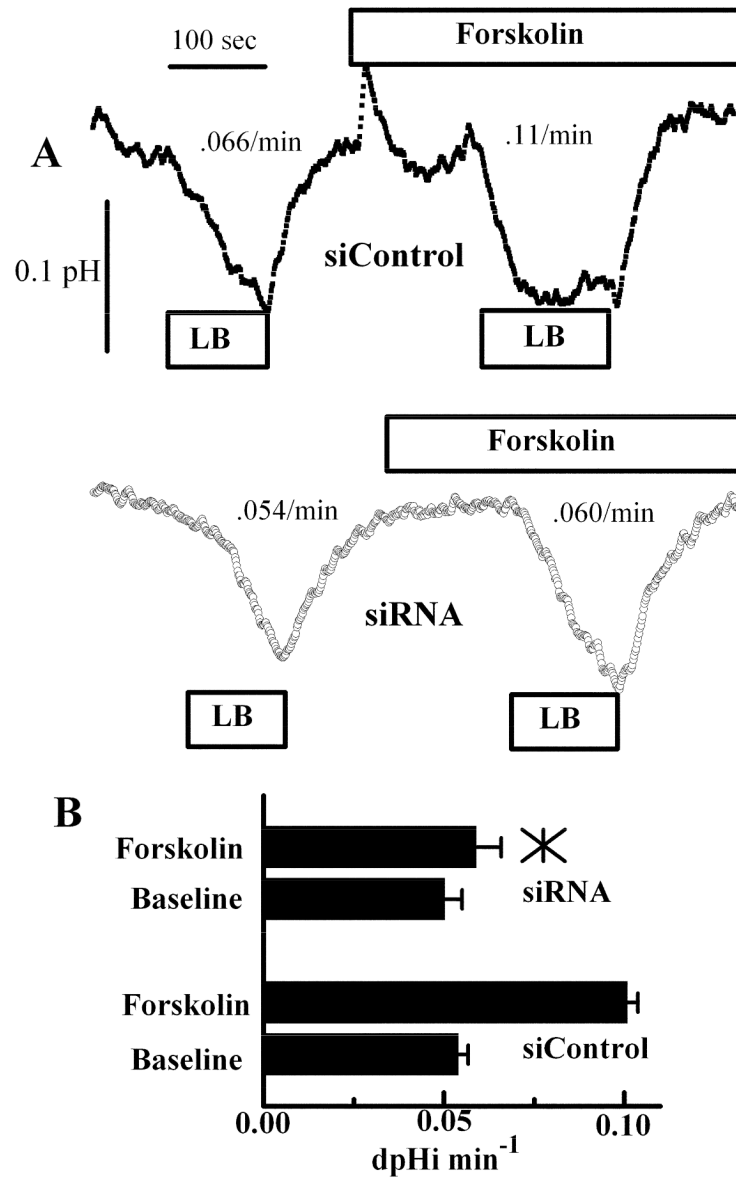 100 sec
Forskolin
A
.066/min
.11/min
0.1 pH
siControl
LB
LB
Forskolin
.054/min
.060/min
siRNA
LB
LB
B
Forskolin
Baseline
siRNA
Forskolin
Baseline
siControl
0.00
0.05
0.10
dpHi min⁻¹